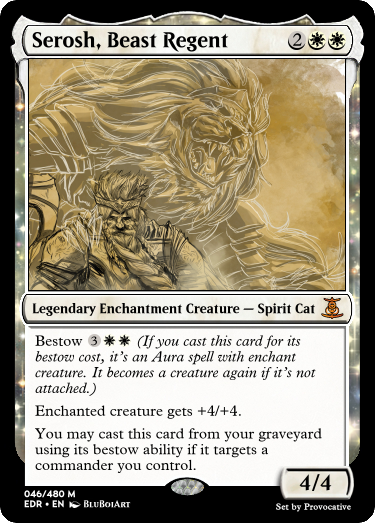 Serosh, Beast Regent 2
Legendary Enchantment Creature — Spirit Cat
Bestow 3 (If you cast this card for its
bestow cost, it's an Aura spell with enchant
creature. It becomes a creature again if it's not
attached.)
Enchanted creature gets +4/+4.
You may cast this card from your graveyard
using its bestow ability if it targets a
commander you control.
4/4
046/480 M
EDR • EN BluBoiArt
Set by Provocative